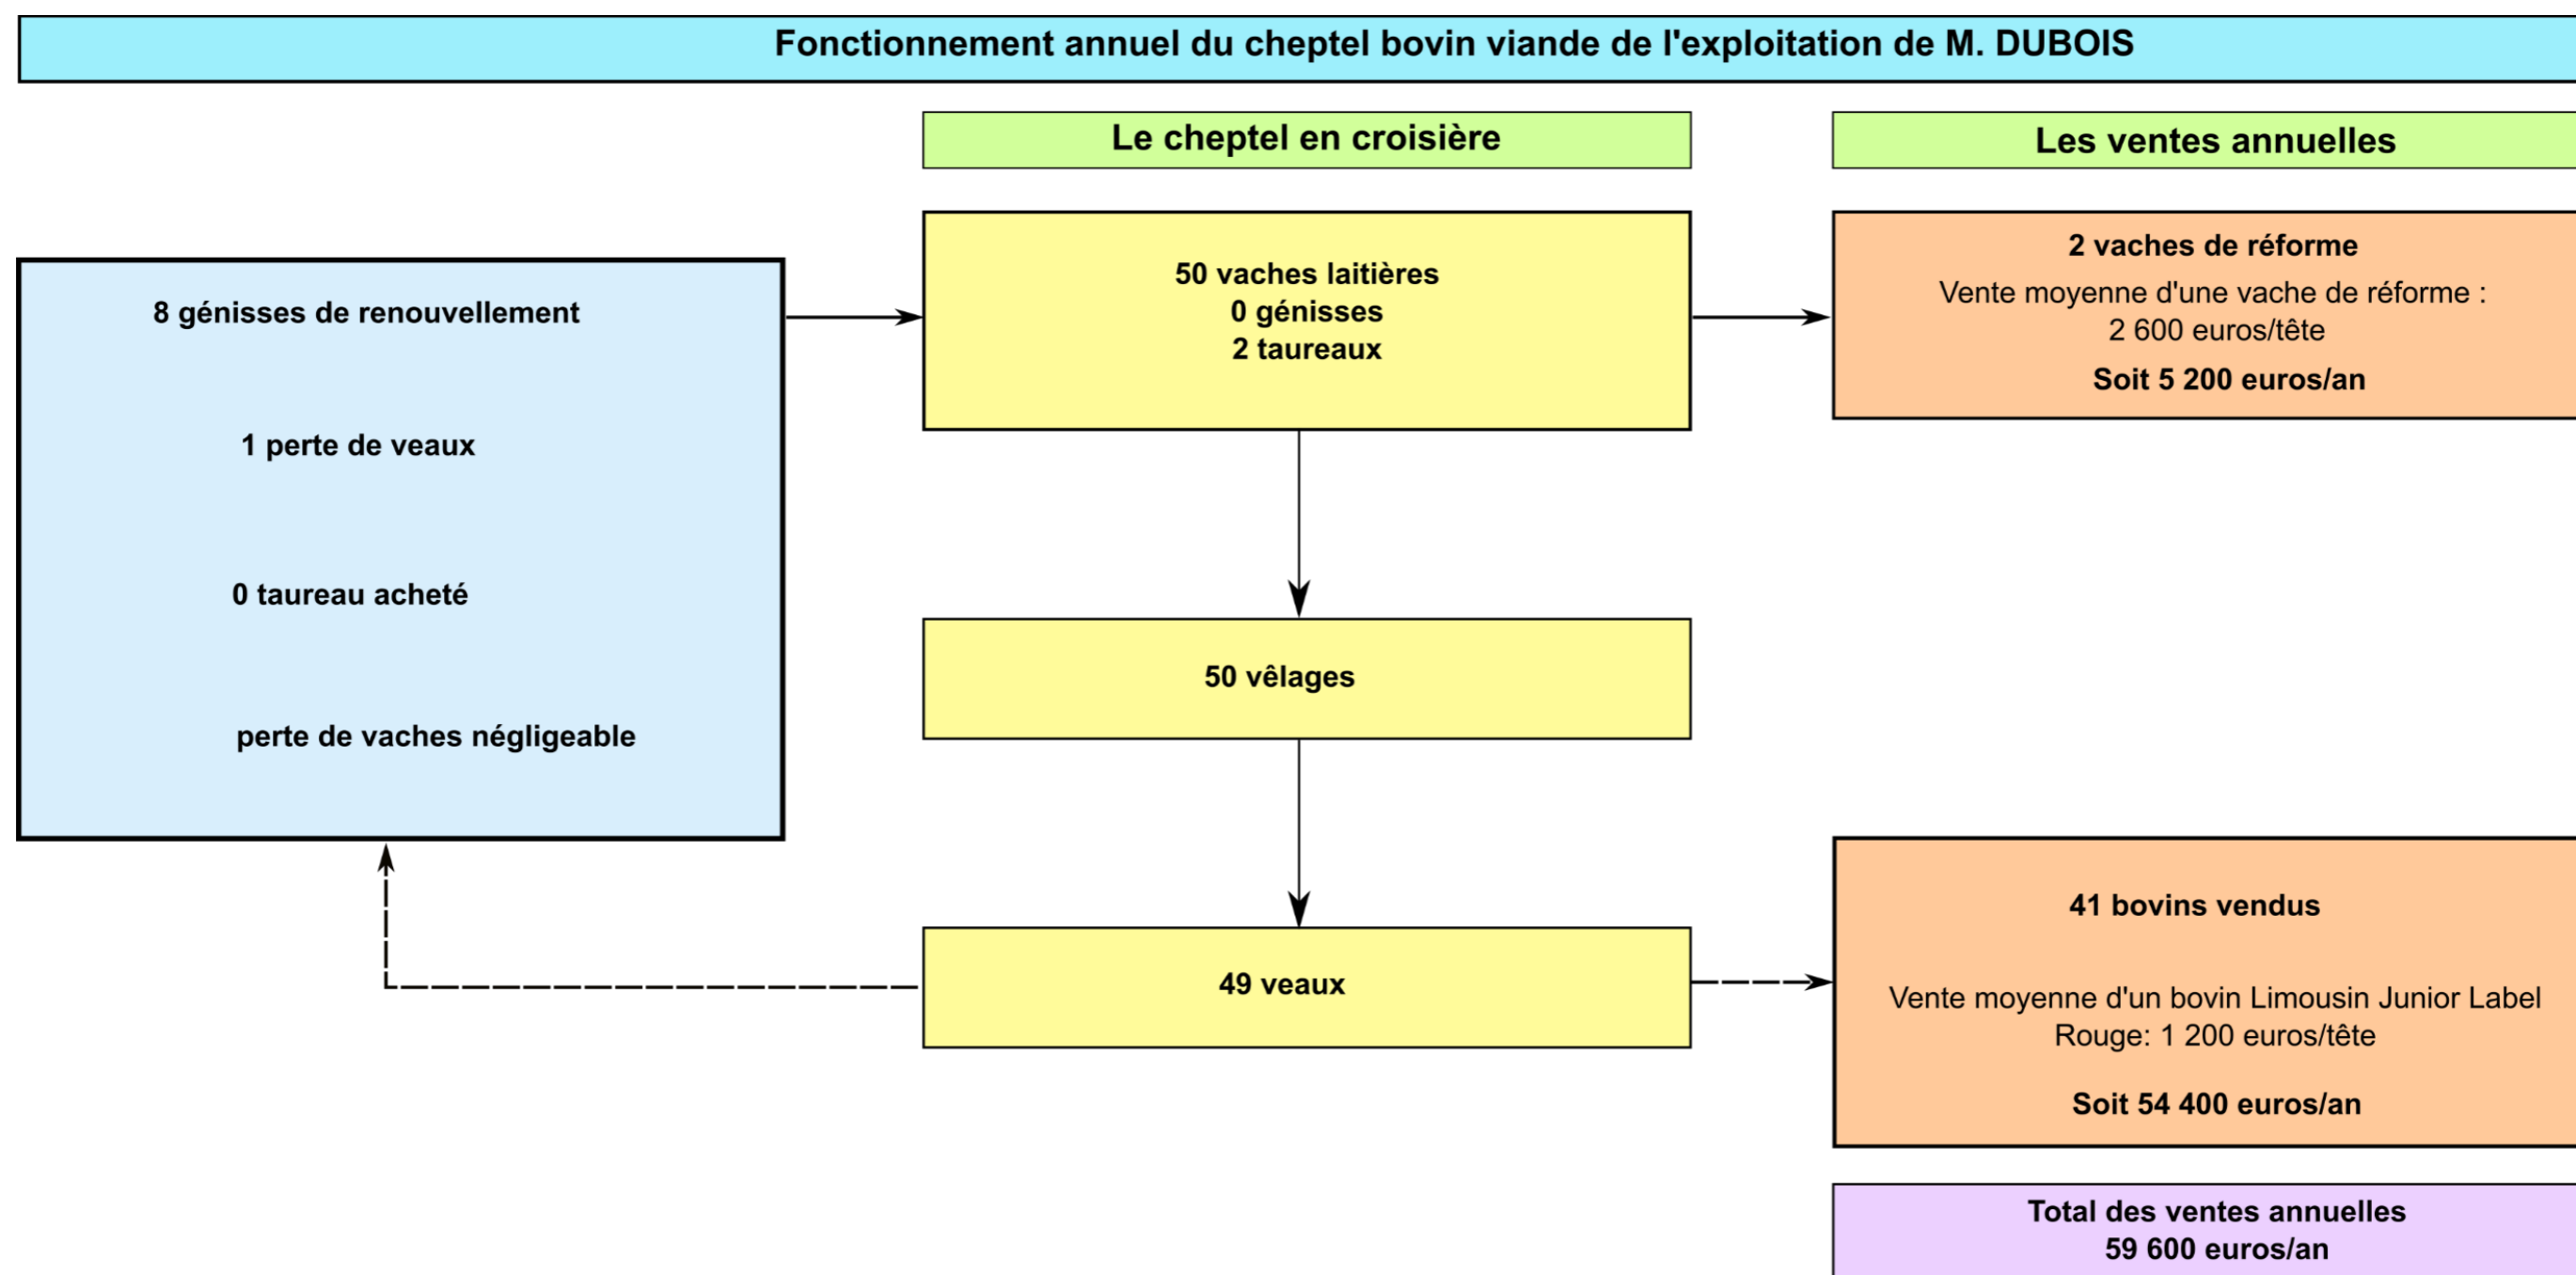 Fonctionnement annuel du cheptel bovin viande de l'exploitation de M. DUBOIS
Le cheptel en croisière
Les ventes annuelles
8 génisses de renouvellement
1 perte de veaux
0 taureau acheté
perte de vaches négligeable
50 vaches laitières
0 génisses
2 taureaux
50 vêlages
49 veaux
2 vaches de réforme
Vente moyenne d'une vache de réforme :
2 600 euros/tête
Soit 5 200 euros/an
41 bovins vendus
Vente moyenne d'un bovin Limousin Junior Label
Rouge: 1 200 euros/tête
Soit 54 400 euros/an
Total des ventes annuelles
59 600 euros/an